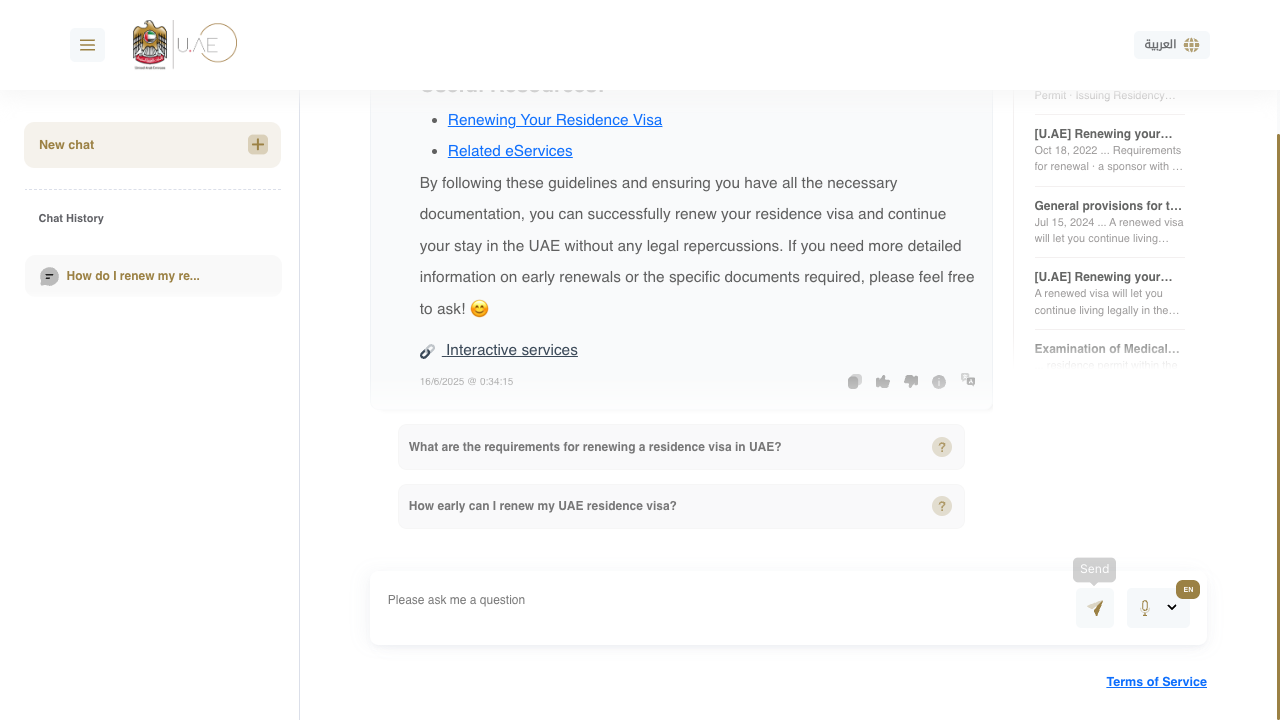 U.AE
العربية
New chat
Chat History
How do I renew my re...
Useful Resources:
Renewing Your Residence Visa
Related eServices
By following these guidelines and ensuring you have all the necessary
documentation, you can successfully renew your residence visa and continue
your stay in the UAE without any legal repercussions. If you need more detailed
information on early renewals or the specific documents required, please feel free
to ask! 😊
Interactive services
16/6/2025 @ 0:34:15
What are the requirements for renewing a residence visa in UAE?
?
How early can I renew my UAE residence visa?
?
Permit · Issuing Residency…
[U.AE] Renewing your…
Oct 18, 2022 ... Requirements
for renewal · a sponsor with …
General provisions for t…
Jul 15, 2024 ... A renewed visa
will let you continue living…
[U.AE] Renewing your…
A renewed visa will let you
continue living legally in the…
Examination of Medical…
... residence permit within the
Send
Please ask me a question
EN
Terms of Service